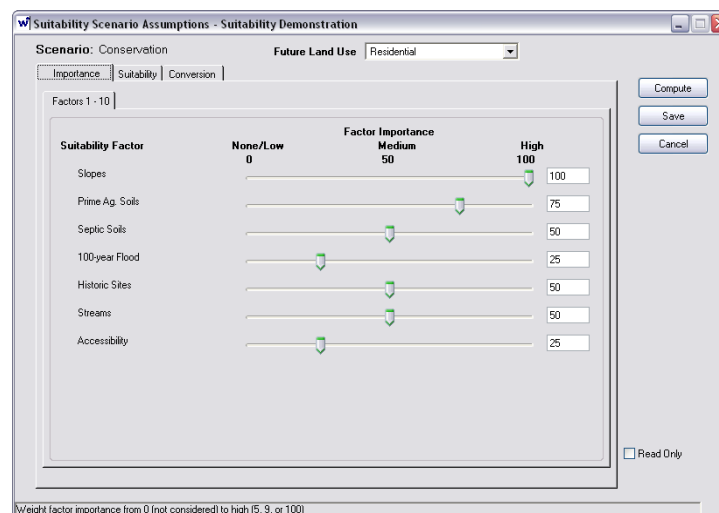 Suitability Scenario Assumptions - Suitability Demonstration
Scenario: Conservation
Future Land Use Residential
Importance Suitability Conversion
Compute
Factors 1 - 10
Save
Factor Importance
Cancel
Suitability Factor None/Low Medium High
0 50 100
Slopes 100
Prime Ag. Soils 75
Septic Soils 50
100-year Flood 25
Historic Sites 50
Streams 50
Accessibility 25
Read Only
Weight factor importance from 0 (not considered) to high (5, 9, or 100)